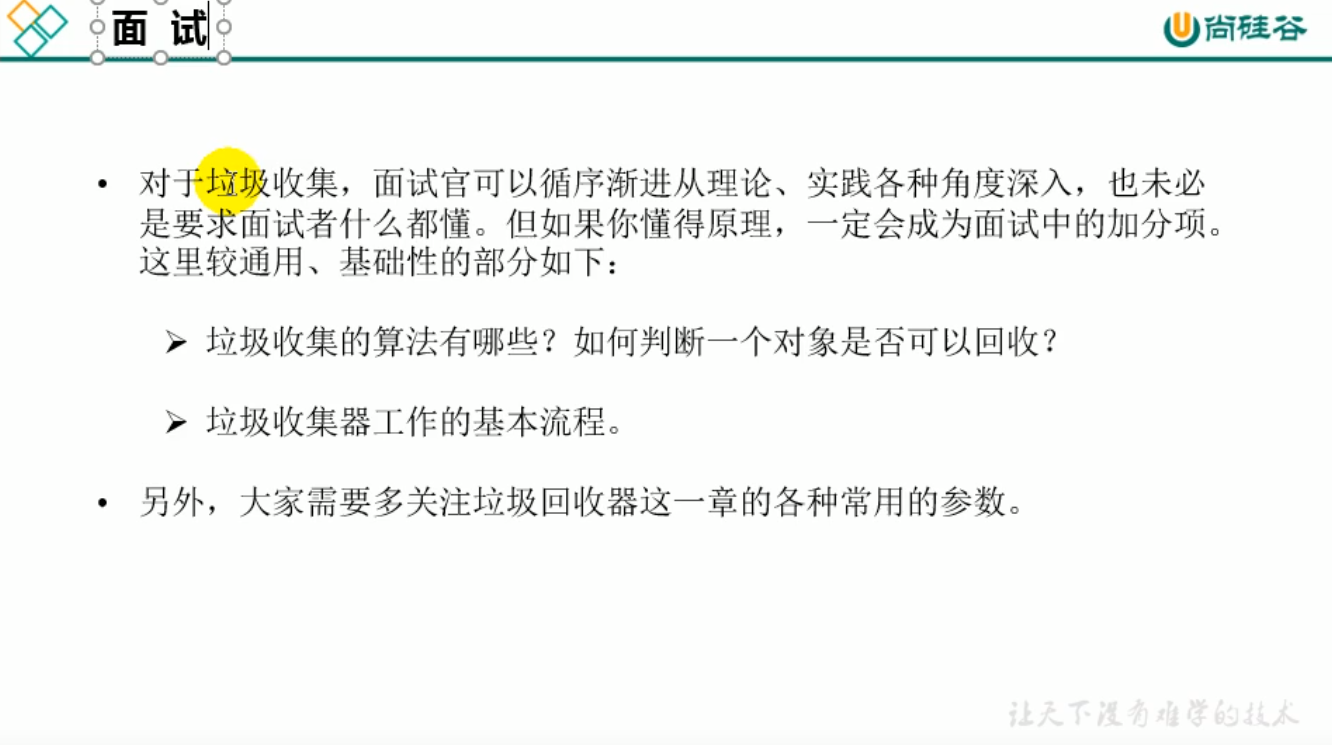 面 试
尚硅谷
• 对于垃圾收集，面试官可以循序渐进从理论、实践各种角度深入，也未必
是要求面试者什么都懂。但如果你懂得原理，一定会成为面试中的加分项。
这里较通用、基础性的部分如下：
➢ 垃圾收集的算法有哪些？如何判断一个对象是否可以回收？
➢ 垃圾收集器工作的基本流程。
• 另外，大家需要多关注垃圾回收器这一章的各种常用的参数。
让天下没有难学的技术